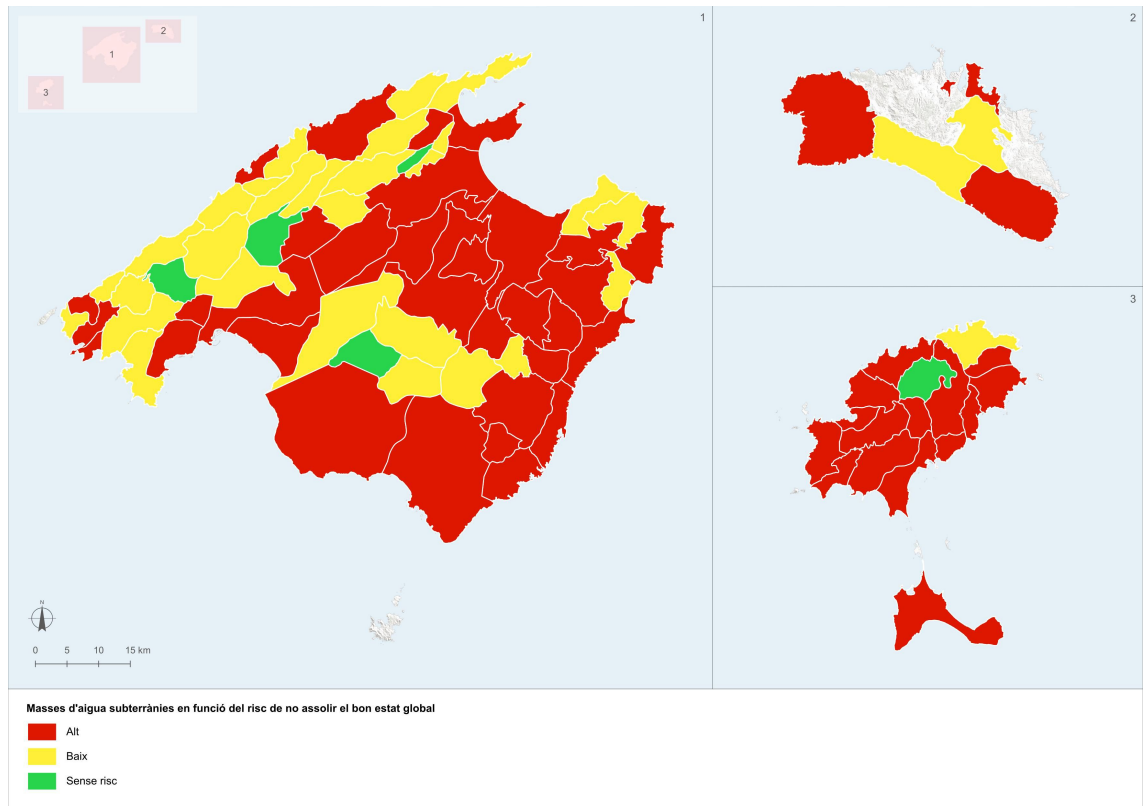 1
2
1
2
3
3
N
0 5 10 15 km
Masses d'aigua subterrànies en funció del risc de no assolir el bon estat global
Alt
Baix
Sense risc